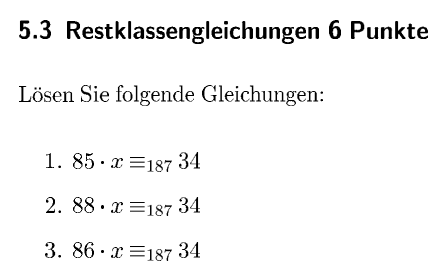 5.3 Restklassengleichungen 6 Punkte
Lösen Sie folgende Gleichungen:
1. 85 · x ≡₁₈₇ 34
2. 88 · x ≡₁₈₇ 34
3. 86 · x ≡₁₈₇ 34